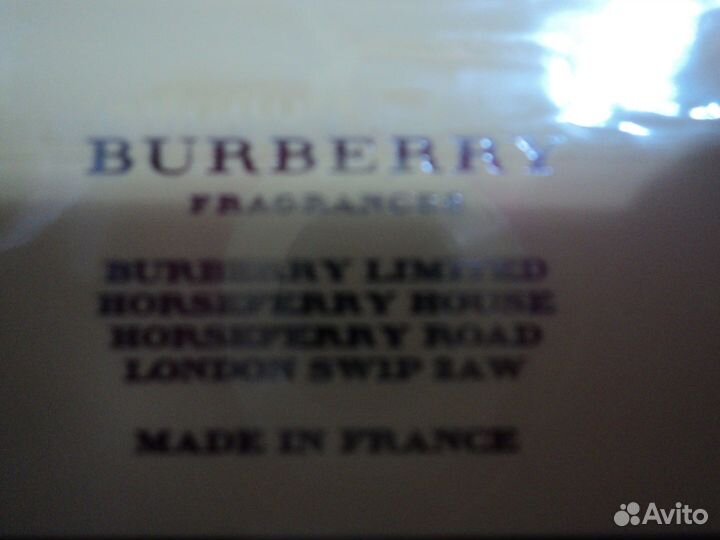 BURBERRY
FRAGRANCES
BURBERRY LIMITED
HORSEFERRY HOUSE
HORSEFERRY ROAD
LONDON SW1P 2AW
MADE IN FRANCE
Avito